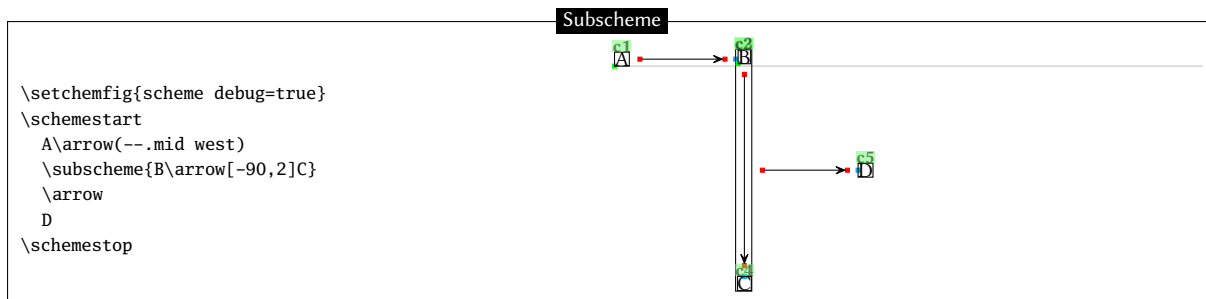 Subscheme
\setchemfig{scheme debug=true}
\schemestart
A\arrow(--.mid west)
\subscheme{B\arrow[-90,2]C}
\arrow
D
\schemestop
c1
A
c2
B
c5
D
c4
C